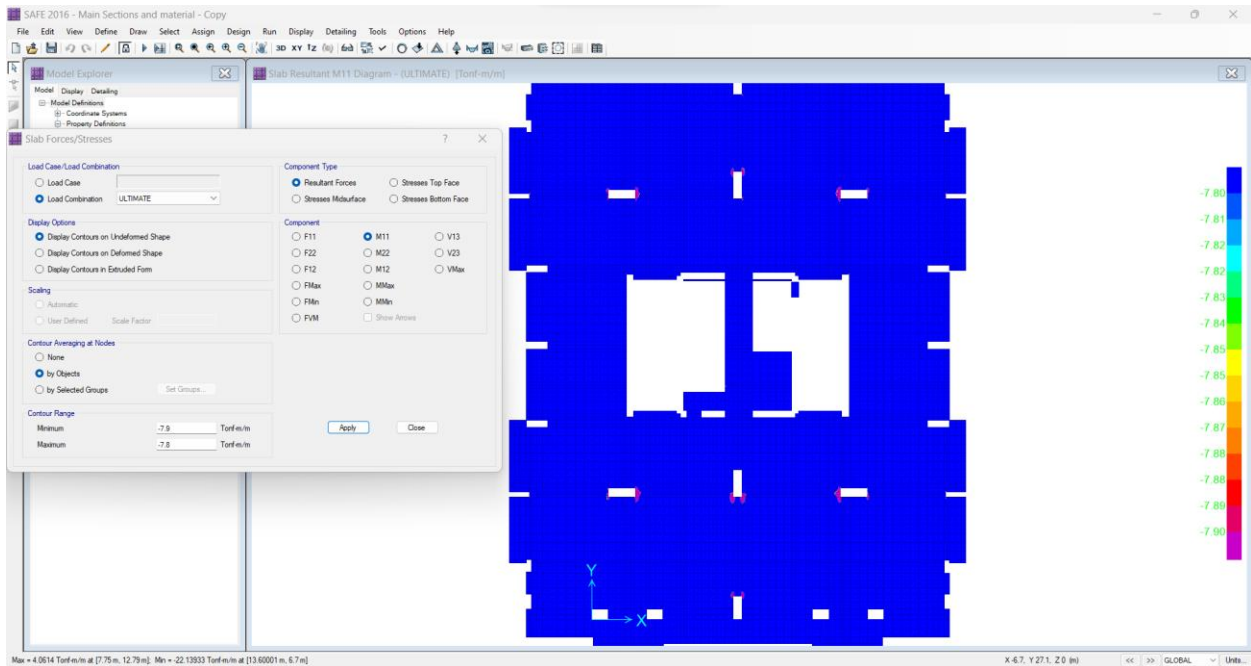 SAFE 2016 - Main Sections and material - Copy
File Edit View Define Draw Select Assign Design Run Display Detailing Tools Options Help
3D XY
Model Explorer
Model Display Detailing
Model Definitions
Coordinate Systems
Property Definitions
Slab Resultant M11 Diagram - (ULTIMATE) [Tonf-m/m]
Slab Forces/Stresses
?
Load Case/Load Combination
Load Case
Load Combination ULTIMATE
Display Options
Display Contours on Undeformed Shape
Display Contours on Deformed Shape
Display Contours in Extruded Form
Scaling
Automatic
User Defined Scale Factor
Contour Averaging at Nodes
None
by Objects
by Selected Groups Set Groups...
Contour Range
Minimum -7.9 Tonf-m/m
Maximum -7.8 Tonf-m/m
Component Type
Resultant Forces Stresses Top Face
Stresses Midsurface Stresses Bottom Face
Component
F11 M11 V13
F22 M22 V23
F12 M12 VMax
FMax MMax
FMin MMin
FVM Show Arrows
Apply Close
-7.80
-7.81
-7.82
-7.82
-7.83
-7.84
-7.85
-7.85
-7.86
-7.87
-7.88
-7.88
-7.89
-7.90
Y
X
Max = 4.0614 Tonf-m/m at [7.75 m, 12.79 m]; Min = -22.13933 Tonf-m/m at [13.60001 m, 6.7 m]
X -6.7, Y 27.1, Z 0 (m) << >> GLOBAL Units...